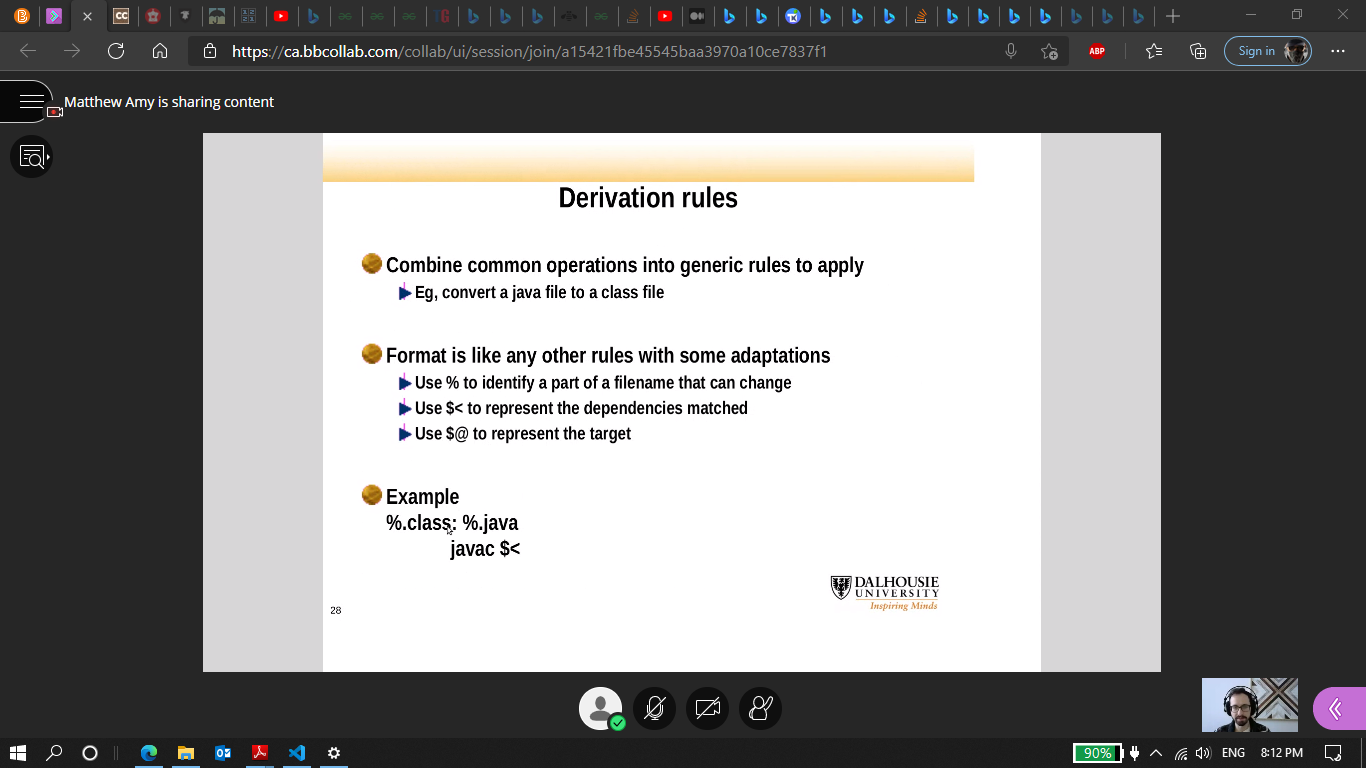 https://ca.bbcollab.com/collab/ui/session/join/a15421fbe45545baa3970a10ce7837f1
ABP
Sign in
Matthew Amy is sharing content
Derivation rules
Combine common operations into generic rules to apply
Eg, convert a java file to a class file
Format is like any other rules with some adaptations
Use % to identify a part of a filename that can change
Use $< to represent the dependencies matched
Use $@ to represent the target
Example
%.class: %.java
javac $<
DALHOUSIE
UNIVERSITY
Inspiring Minds
28
90%
ENG
8:12 PM